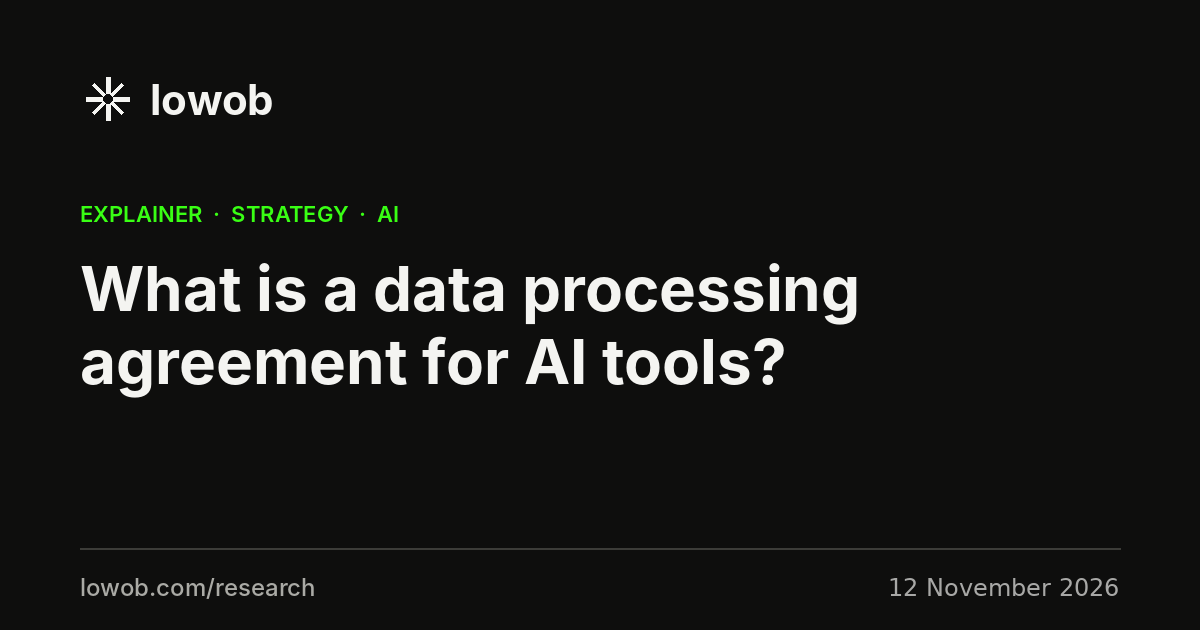 lowob
EXPLAINER · STRATEGY · AI
What is a data processing
agreement for AI tools?
lowob.com/research
12 November 2026